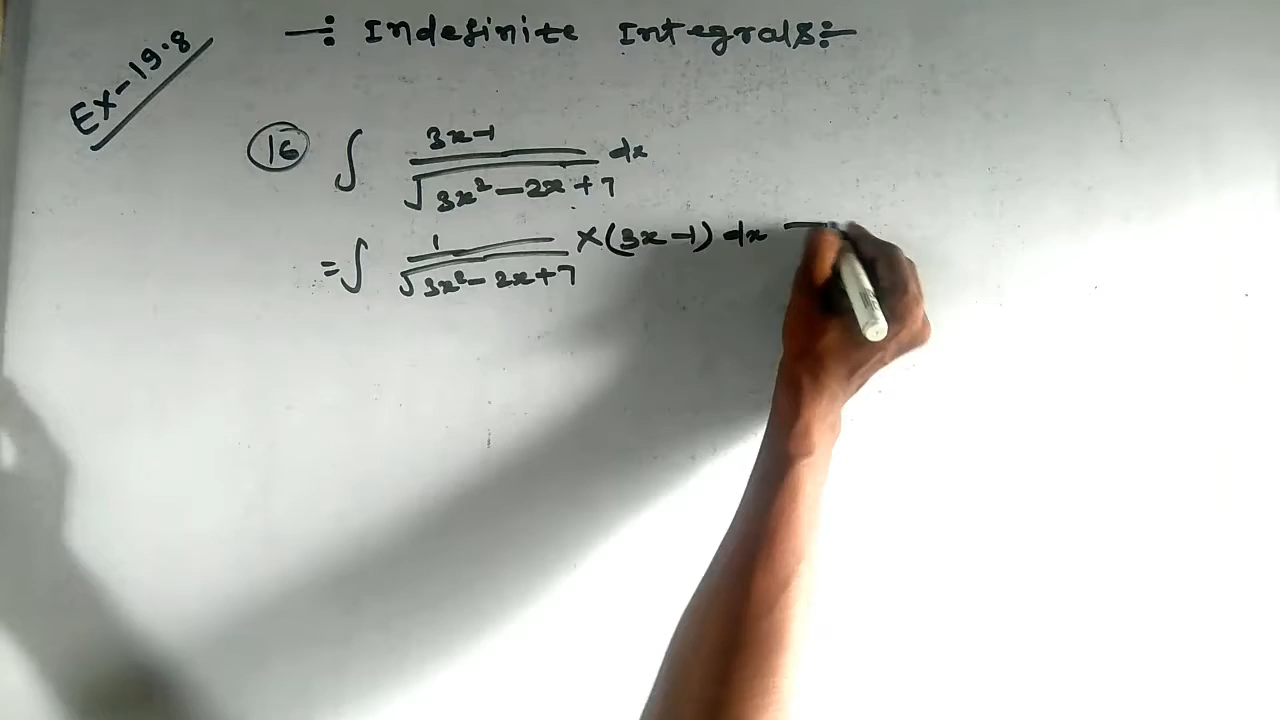 -: Indefinite Integrals:-
EX-19.8
(16) ∫ 3x-1 / √3x²-2x+7 dx
= ∫ 1 / √3x²-2x+7 × (3x-1) dx —